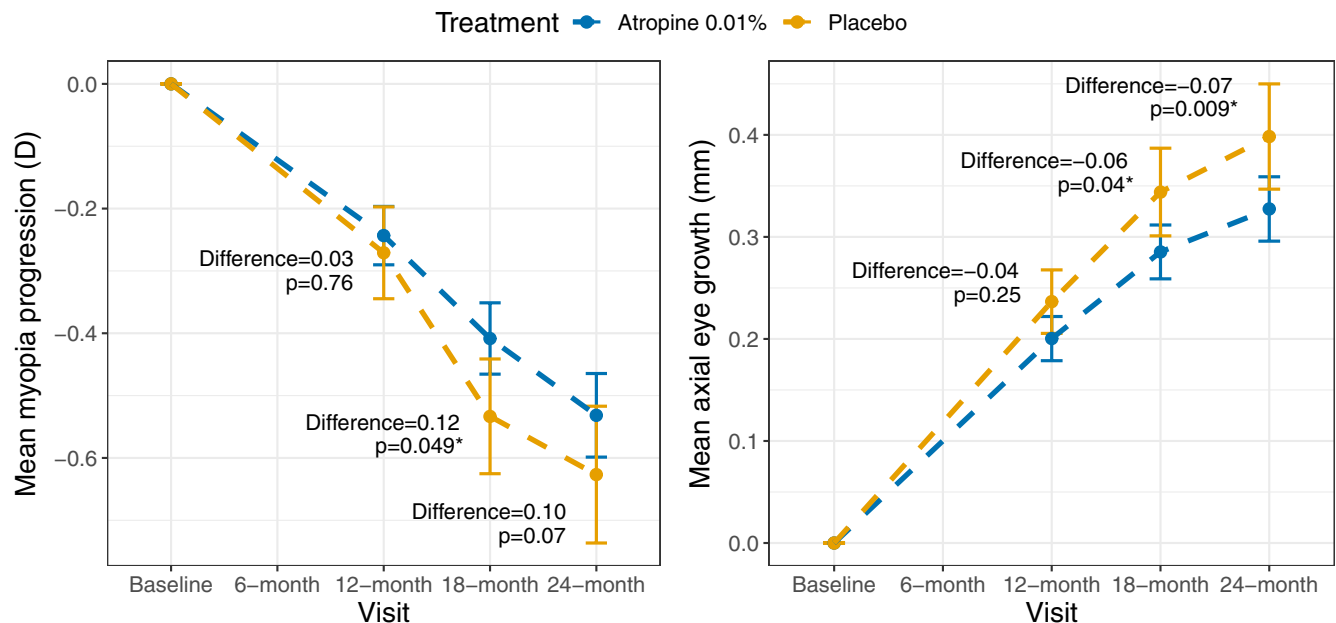 Treatment Atropine 0.01% Placebo
Mean myopia progression (D)
0.0
−0.2
−0.4
−0.6
Difference=0.03
p=0.76
Difference=0.12
p=0.049*
Difference=0.10
p=0.07
Baseline 6−month 12−month 18−month 24−month
Visit
Mean axial eye growth (mm)
0.4
0.3
0.2
0.1
0.0
Difference=−0.07
p=0.009*
Difference=−0.06
p=0.04*
Difference=−0.04
p=0.25
Baseline 6−month 12−month 18−month 24−month
Visit